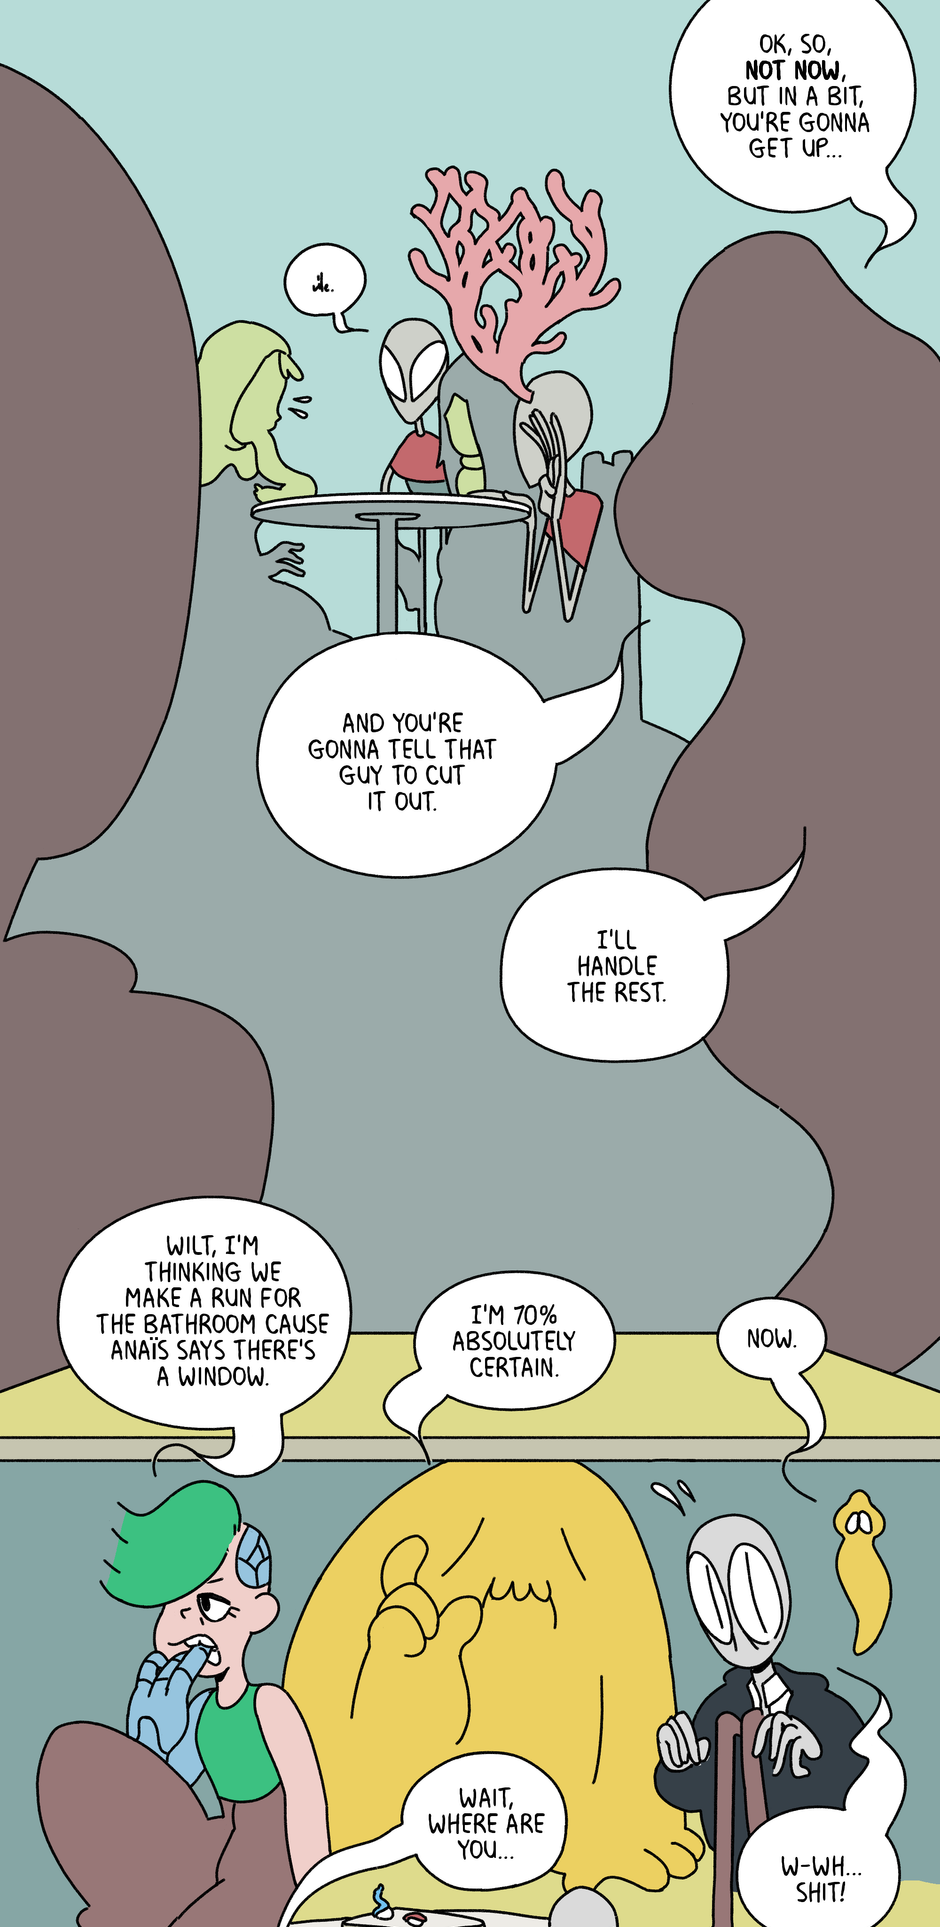 OK, SO,
NOT NOW,
BUT IN A BIT,
YOU'RE GONNA
GET UP...
AND YOU'RE
GONNA TELL THAT
GUY TO CUT
IT OUT.
I'LL
HANDLE
THE REST.
WILT, I'M
THINKING WE
MAKE A RUN FOR
THE BATHROOM CAUSE
ANAÏS SAYS THERE'S
A WINDOW.
I'M 70%
ABSOLUTELY
CERTAIN.
NOW.
WAIT,
WHERE ARE
YOU...
W-WH...
SHIT!